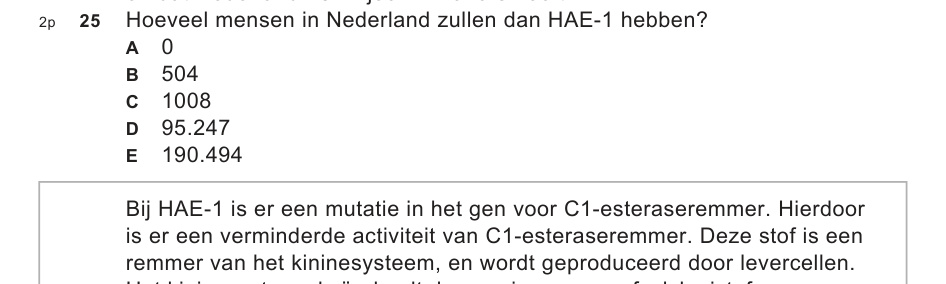 2p 25 Hoeveel mensen in Nederland zullen dan HAE-1 hebben?
A 0
B 504
C 1008
D 95.247
E 190.494
Bij HAE-1 is er een mutatie in het gen voor C1-esteraseremmer. Hierdoor
is er een verminderde activiteit van C1-esteraseremmer. Deze stof is een
remmer van het kininesysteem, en wordt geproduceerd door levercellen.